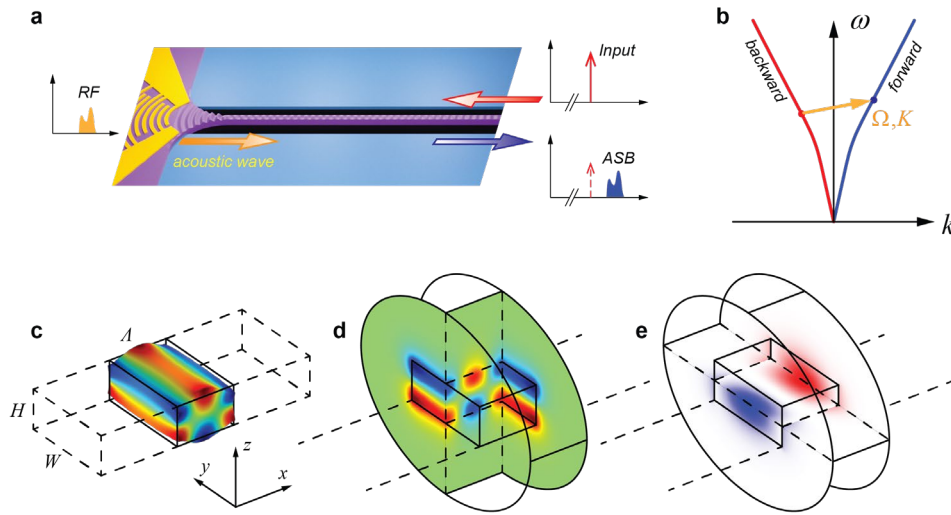 a
RF
acoustic wave
Input
ASB
b
ω
backward
forward
Ω,K
k
c
Λ
H
W
z
y
x
d
e